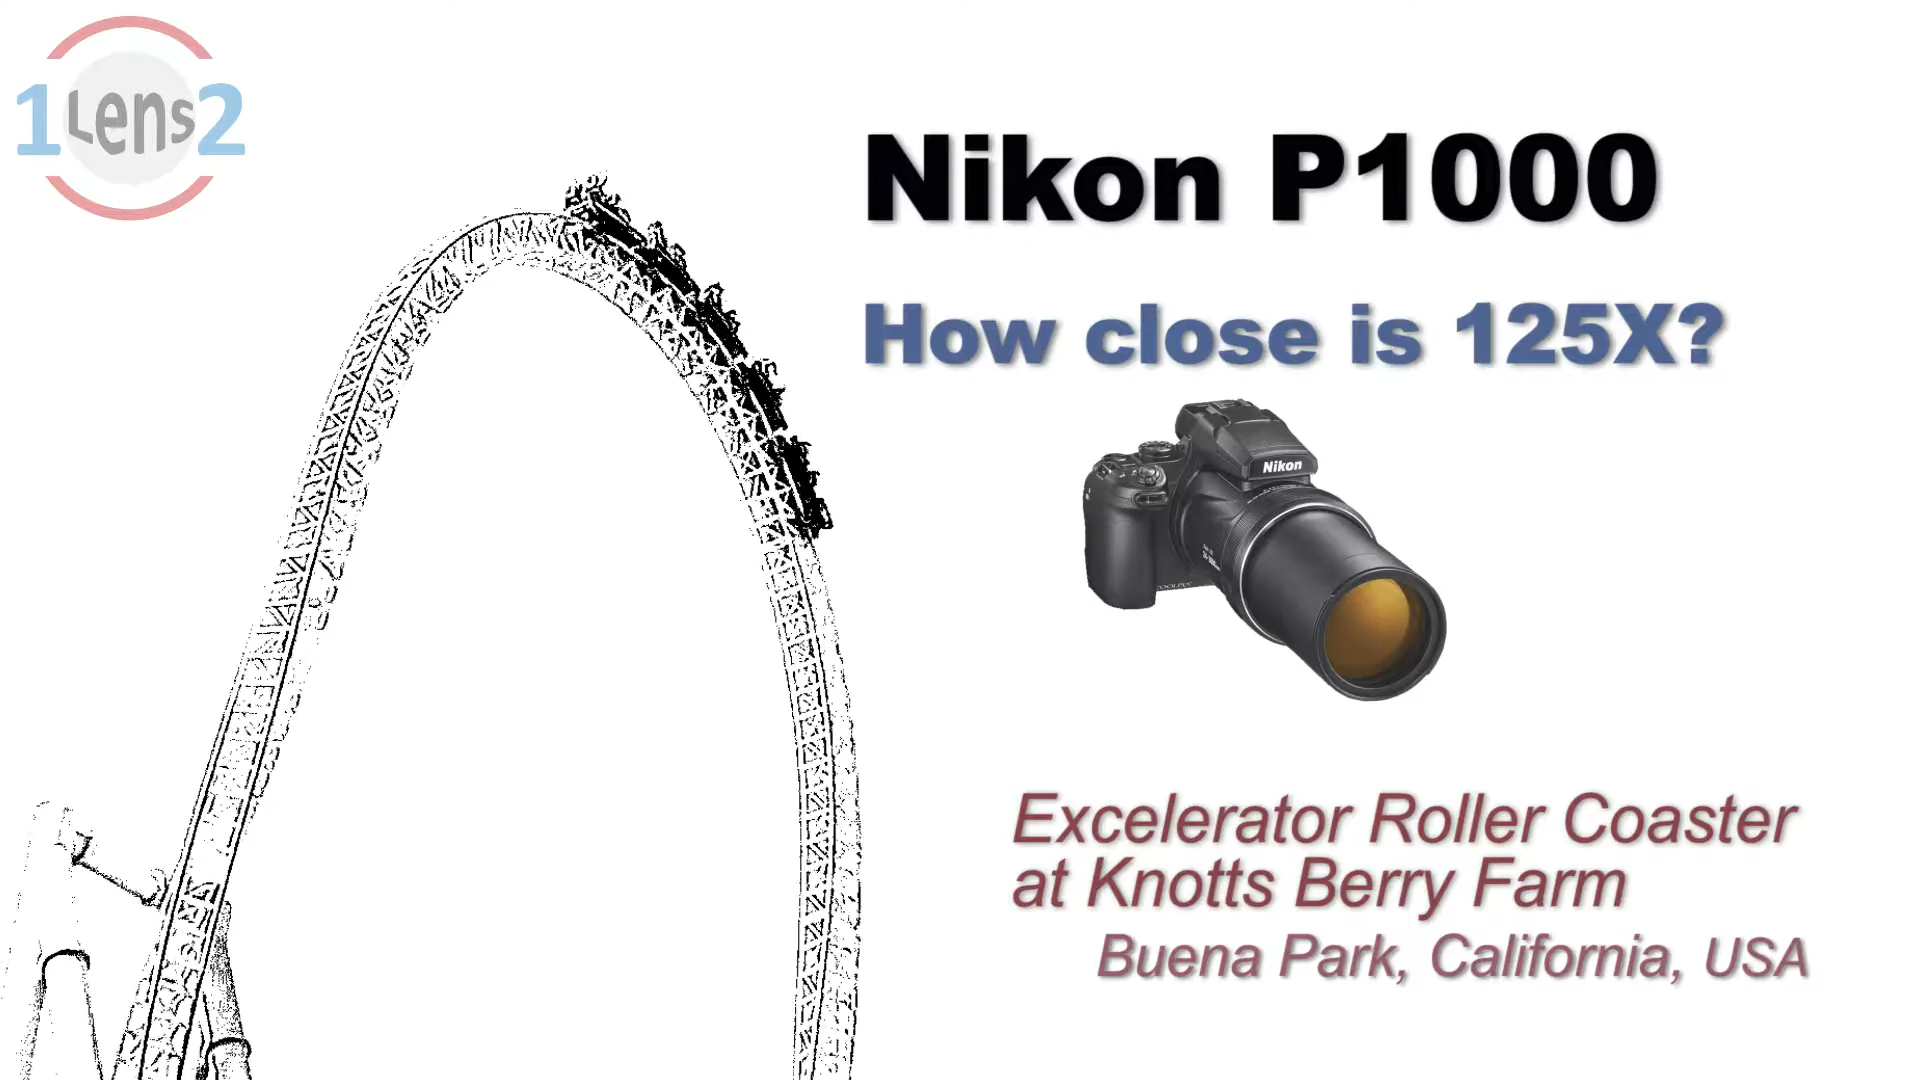 1Lens2
Nikon P1000
How close is 125X?
Nikon
COOLPIX
Excelerator Roller Coaster
at Knotts Berry Farm
Buena Park, California, USA